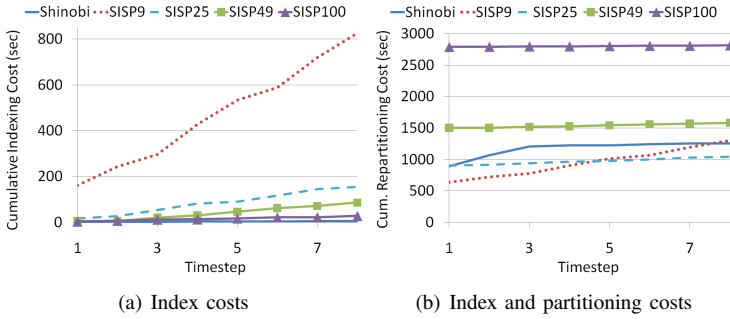 Shinobi SISP9 SISP25 SISP49 SISP100
Cumulative Indexing Cost (sec)
800
600
400
200
0
1 3 5 7
Timestep
(a) Index costs
Shinobi SISP9 SISP25 SISP49 SISP100
Cum. Repartitioning Cost (sec)
3000
2500
2000
1500
1000
500
0
1 3 5 7
Timestep
(b) Index and partitioning costs